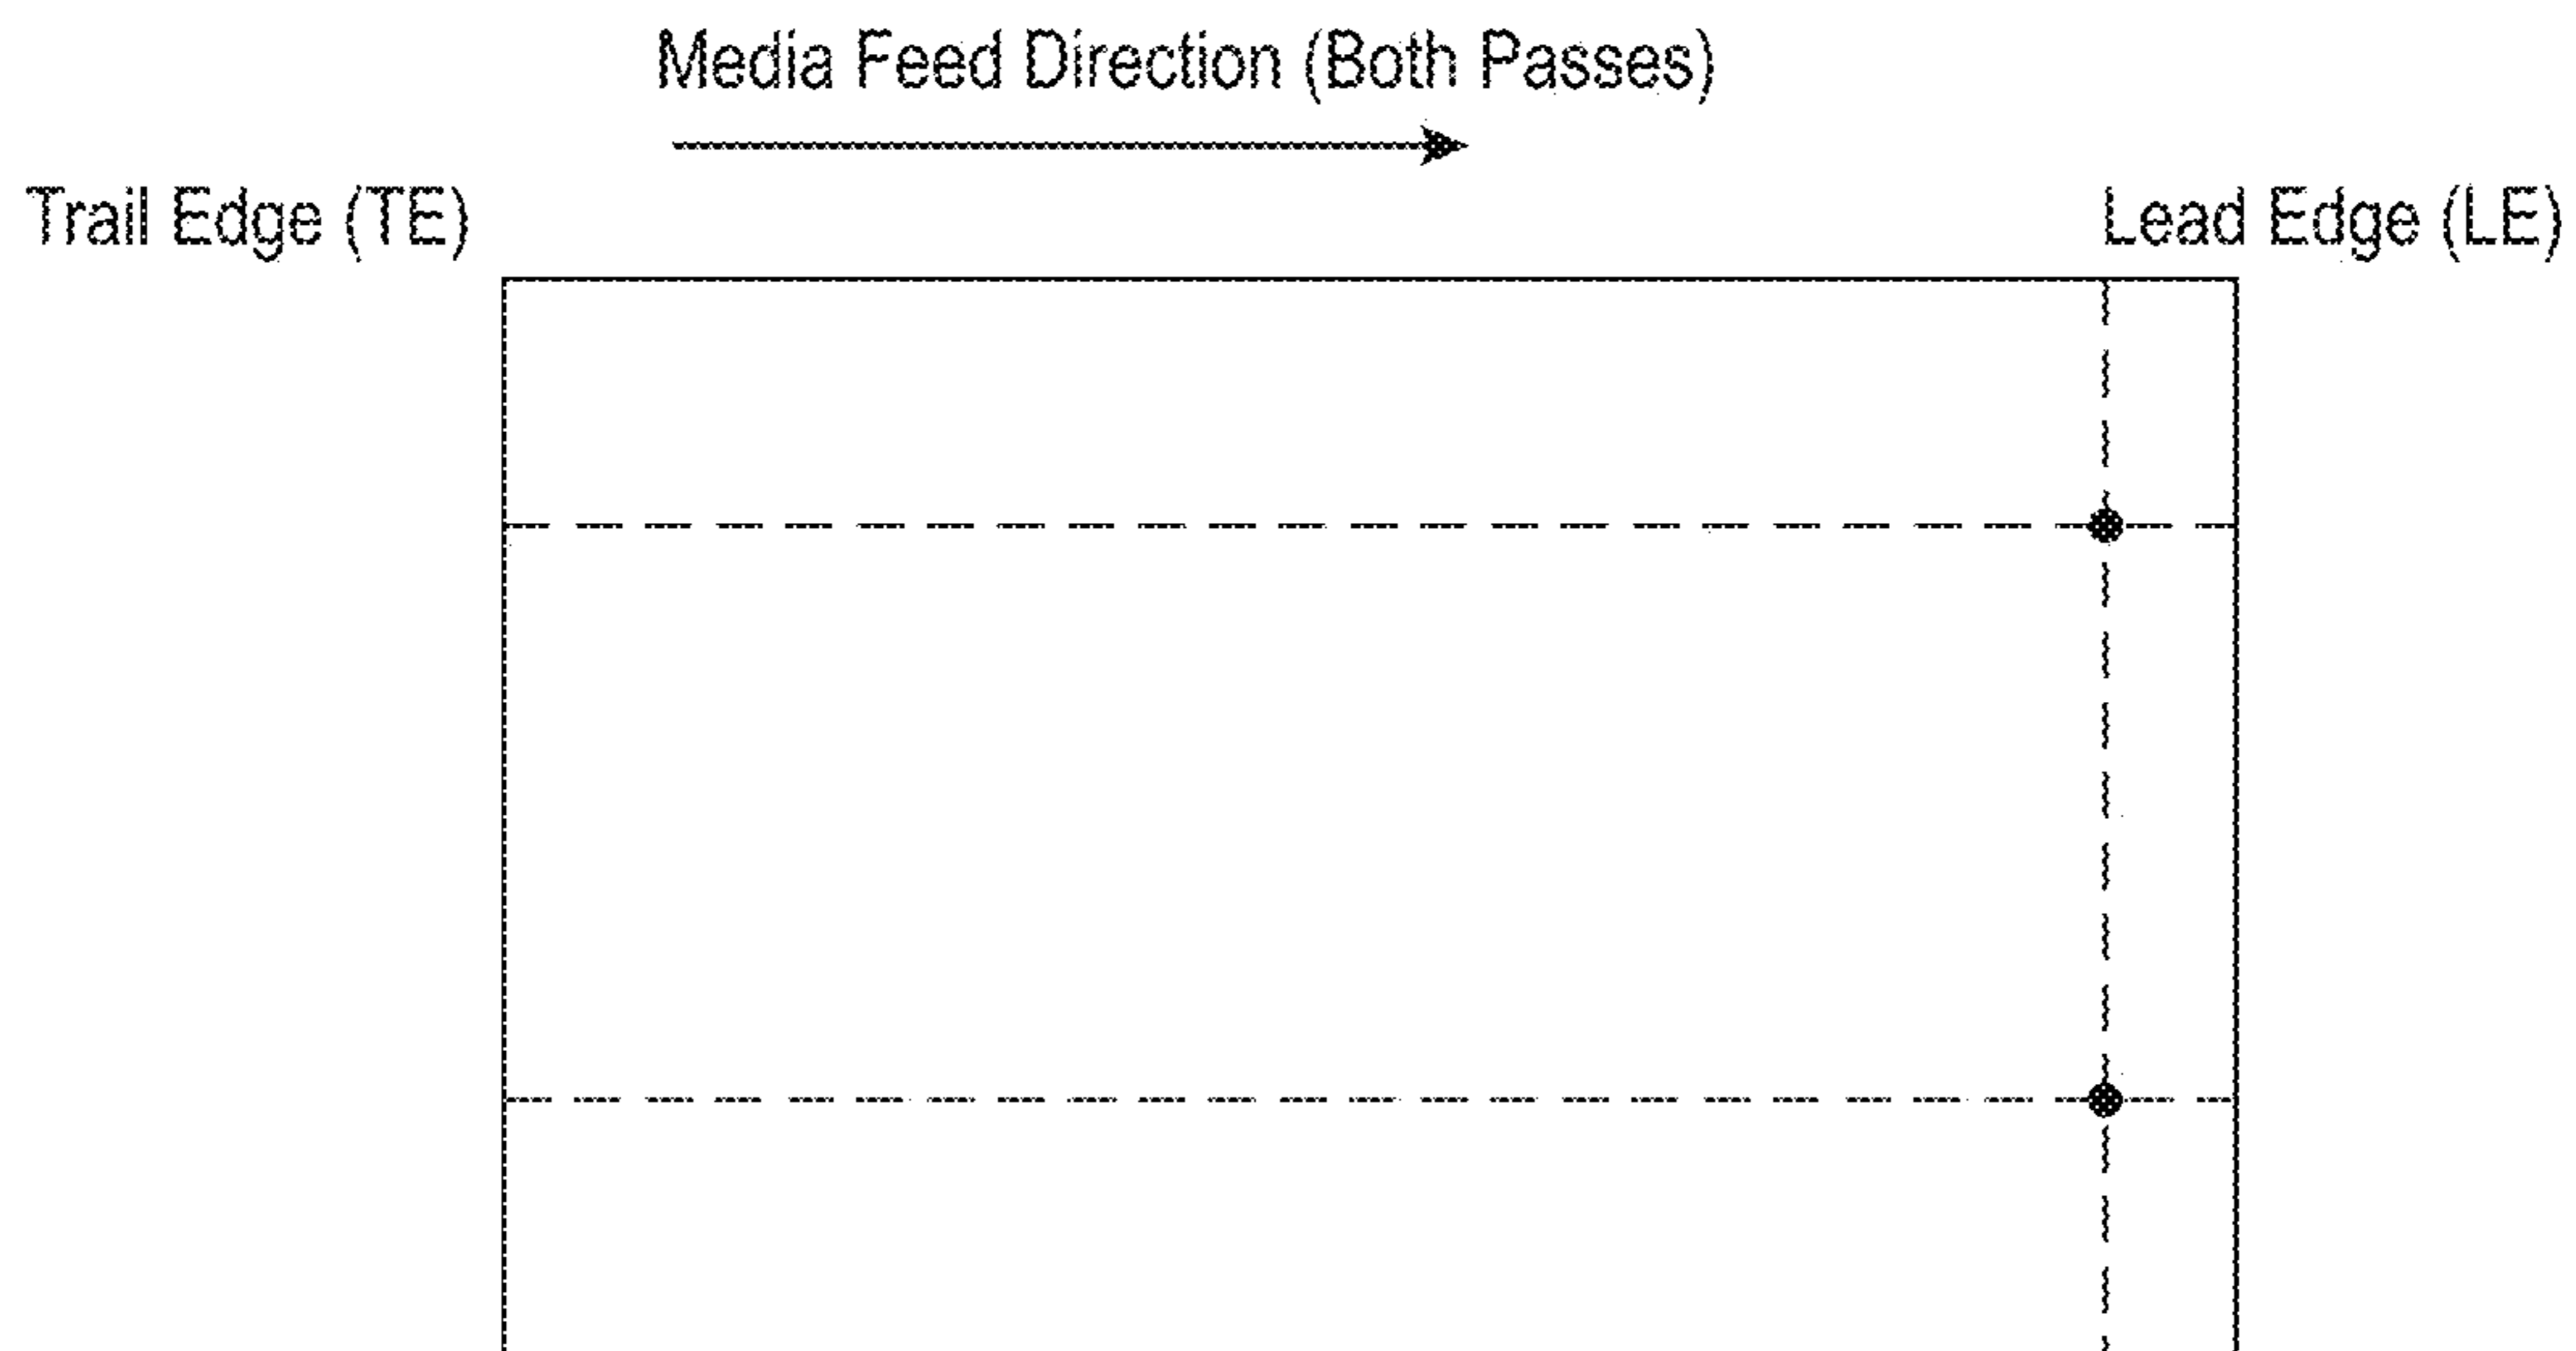 Media Feed Direction (Both Passes)
Trail Edge (TE)
Lead Edge (LE)